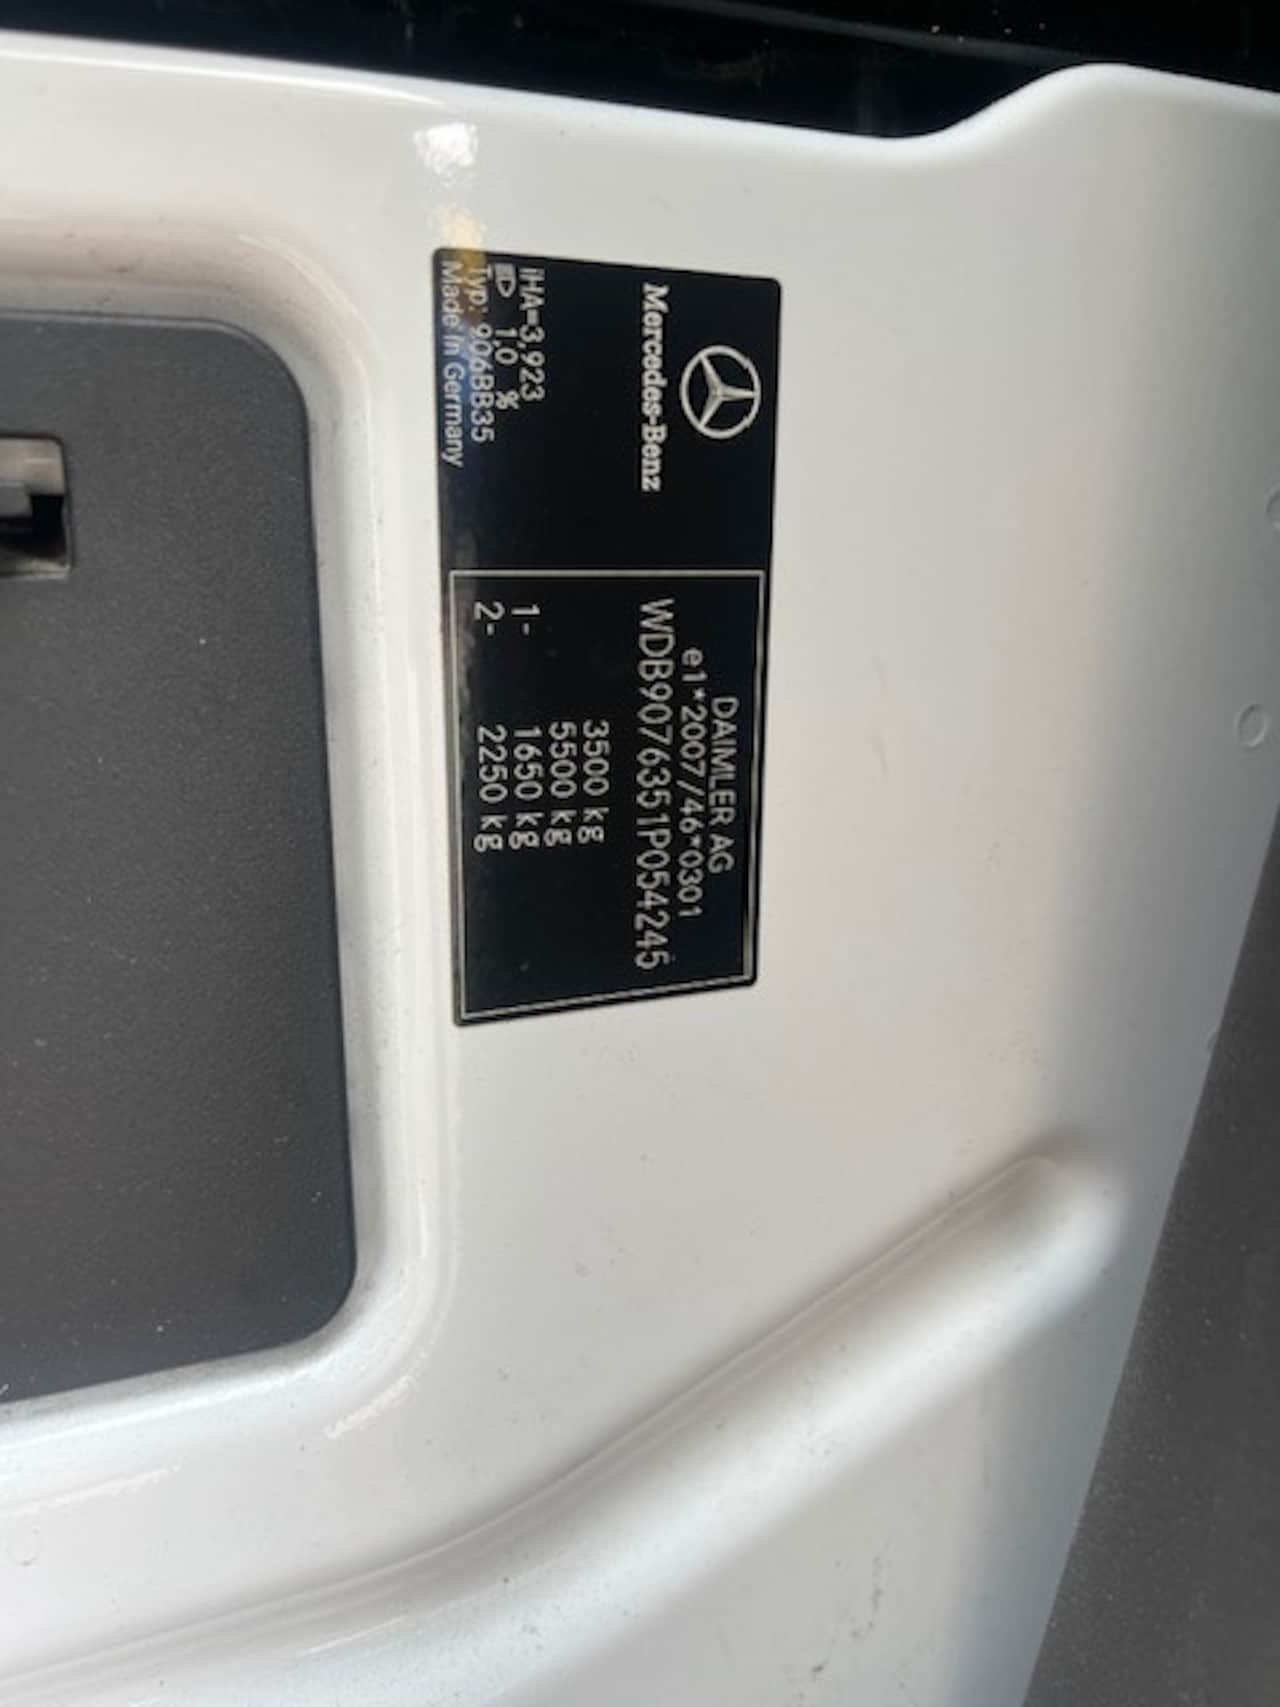 Mercedes-Benz
iHA=3,923
1,0 %
Typ: 906BB35
Made in Germany
DAIMLER AG
e1*2007/46*0301
WDB9076351P054245
3500 kg
5500 kg
1- 1650 kg
2- 2250 kg